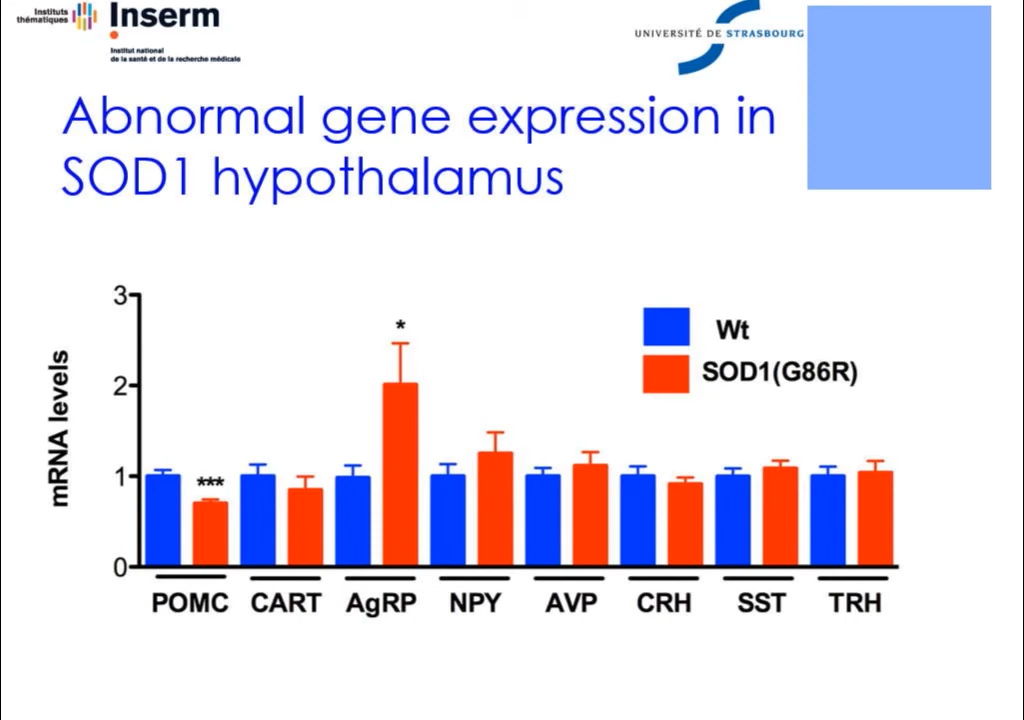 Instituts
thématiques
Inserm
Institut national
de la santé et de la recherche médicale
UNIVERSITÉ DE STRASBOURG
Abnormal gene expression in
SOD1 hypothalamus
mRNA levels
3
2
1
0
***
*
Wt
SOD1(G86R)
POMC CART AgRP NPY AVP CRH SST TRH